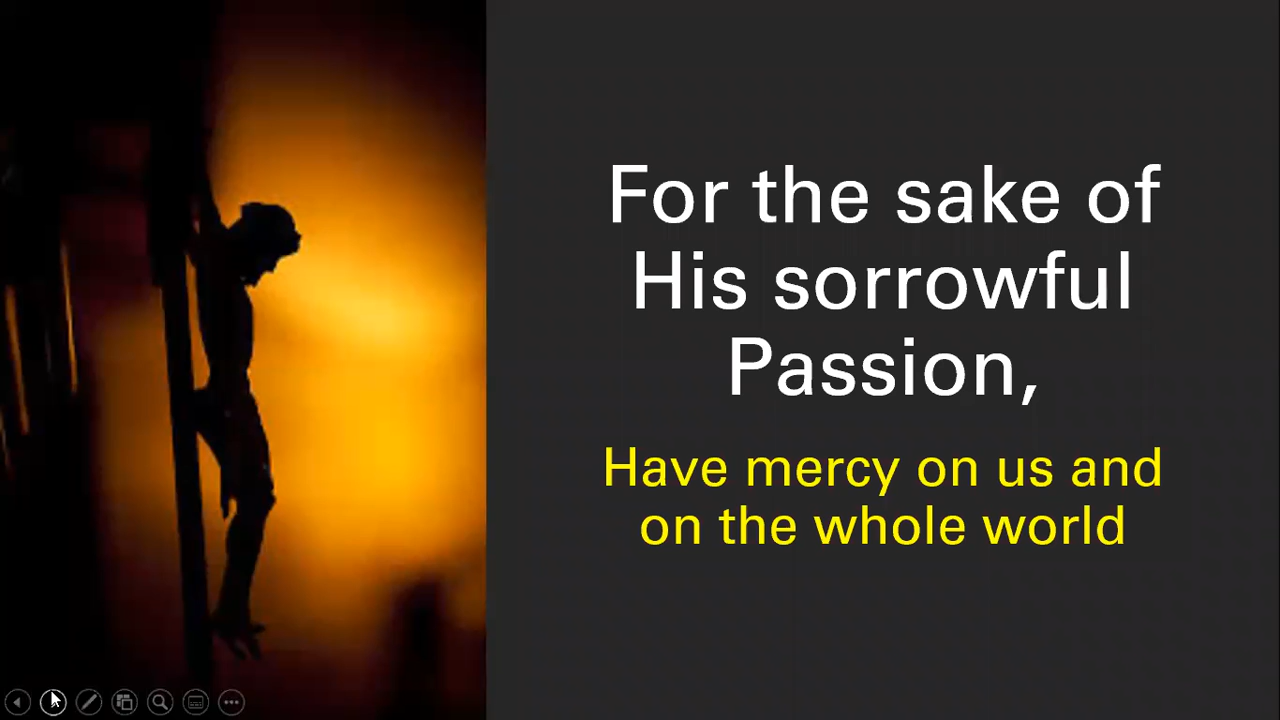 For the sake of
His sorrowful
Passion,
Have mercy on us and
on the whole world